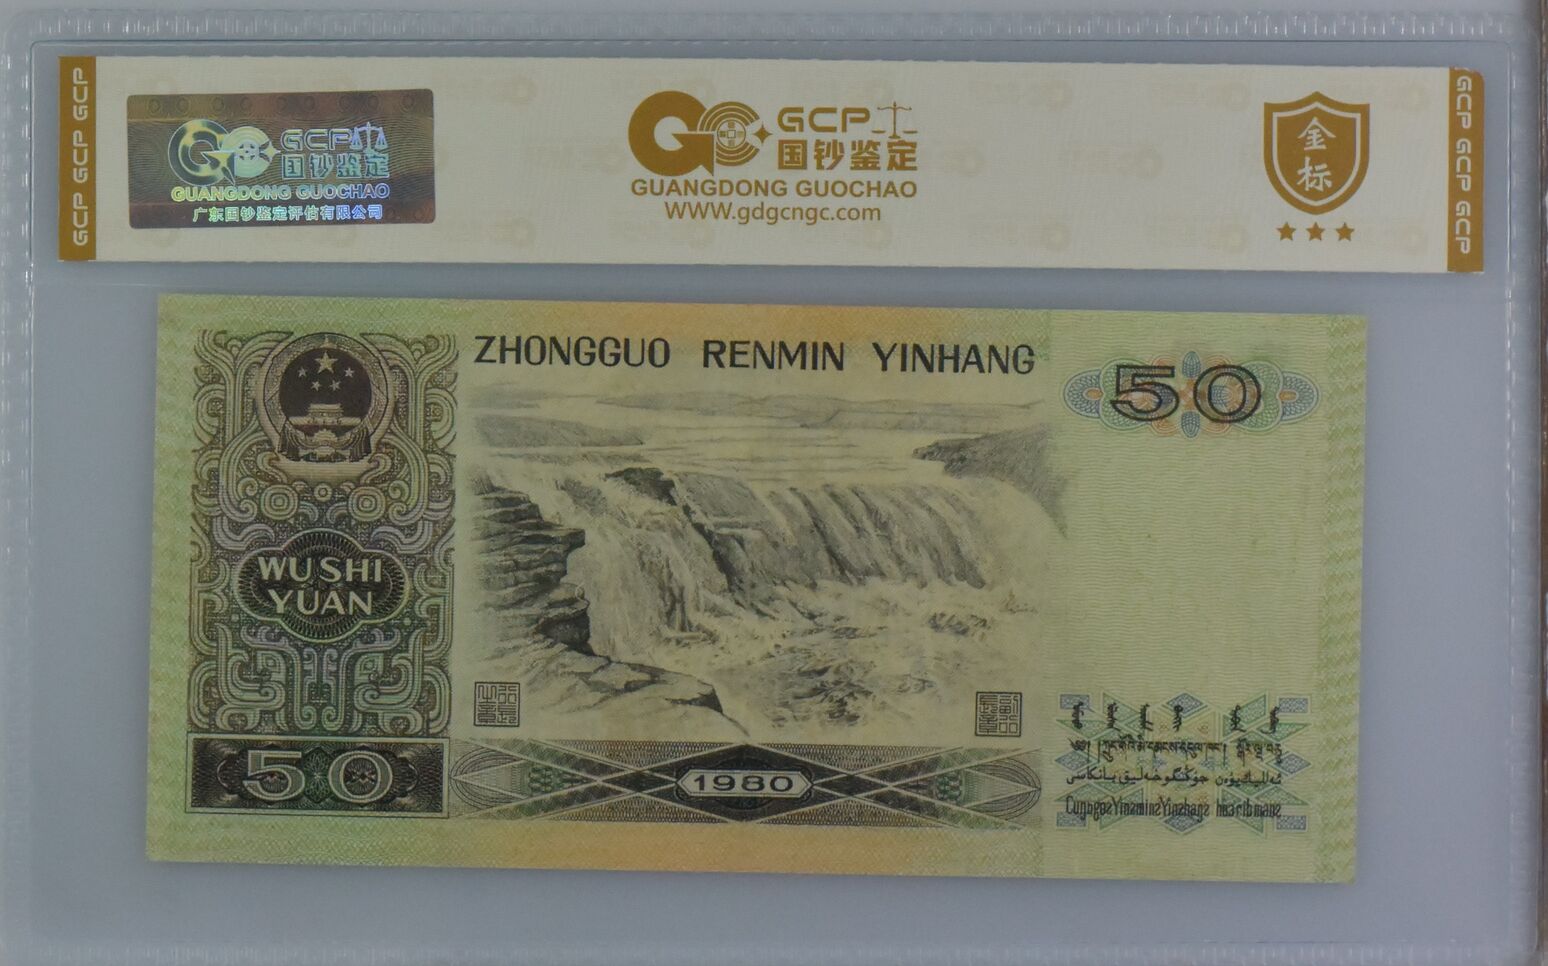 GCP GCP GCP
GCP
国钞鉴定
GUANGDONG GUOCHAO
广东国钞鉴定评估有限公司
GCP
国钞鉴定
GUANGDONG GUOCHAO
WWW.gdgcngc.com
金
标
GCP GCP GCP
ZHONGGUO RENMIN YINHANG
50
WU SHI
YUAN
50
1980